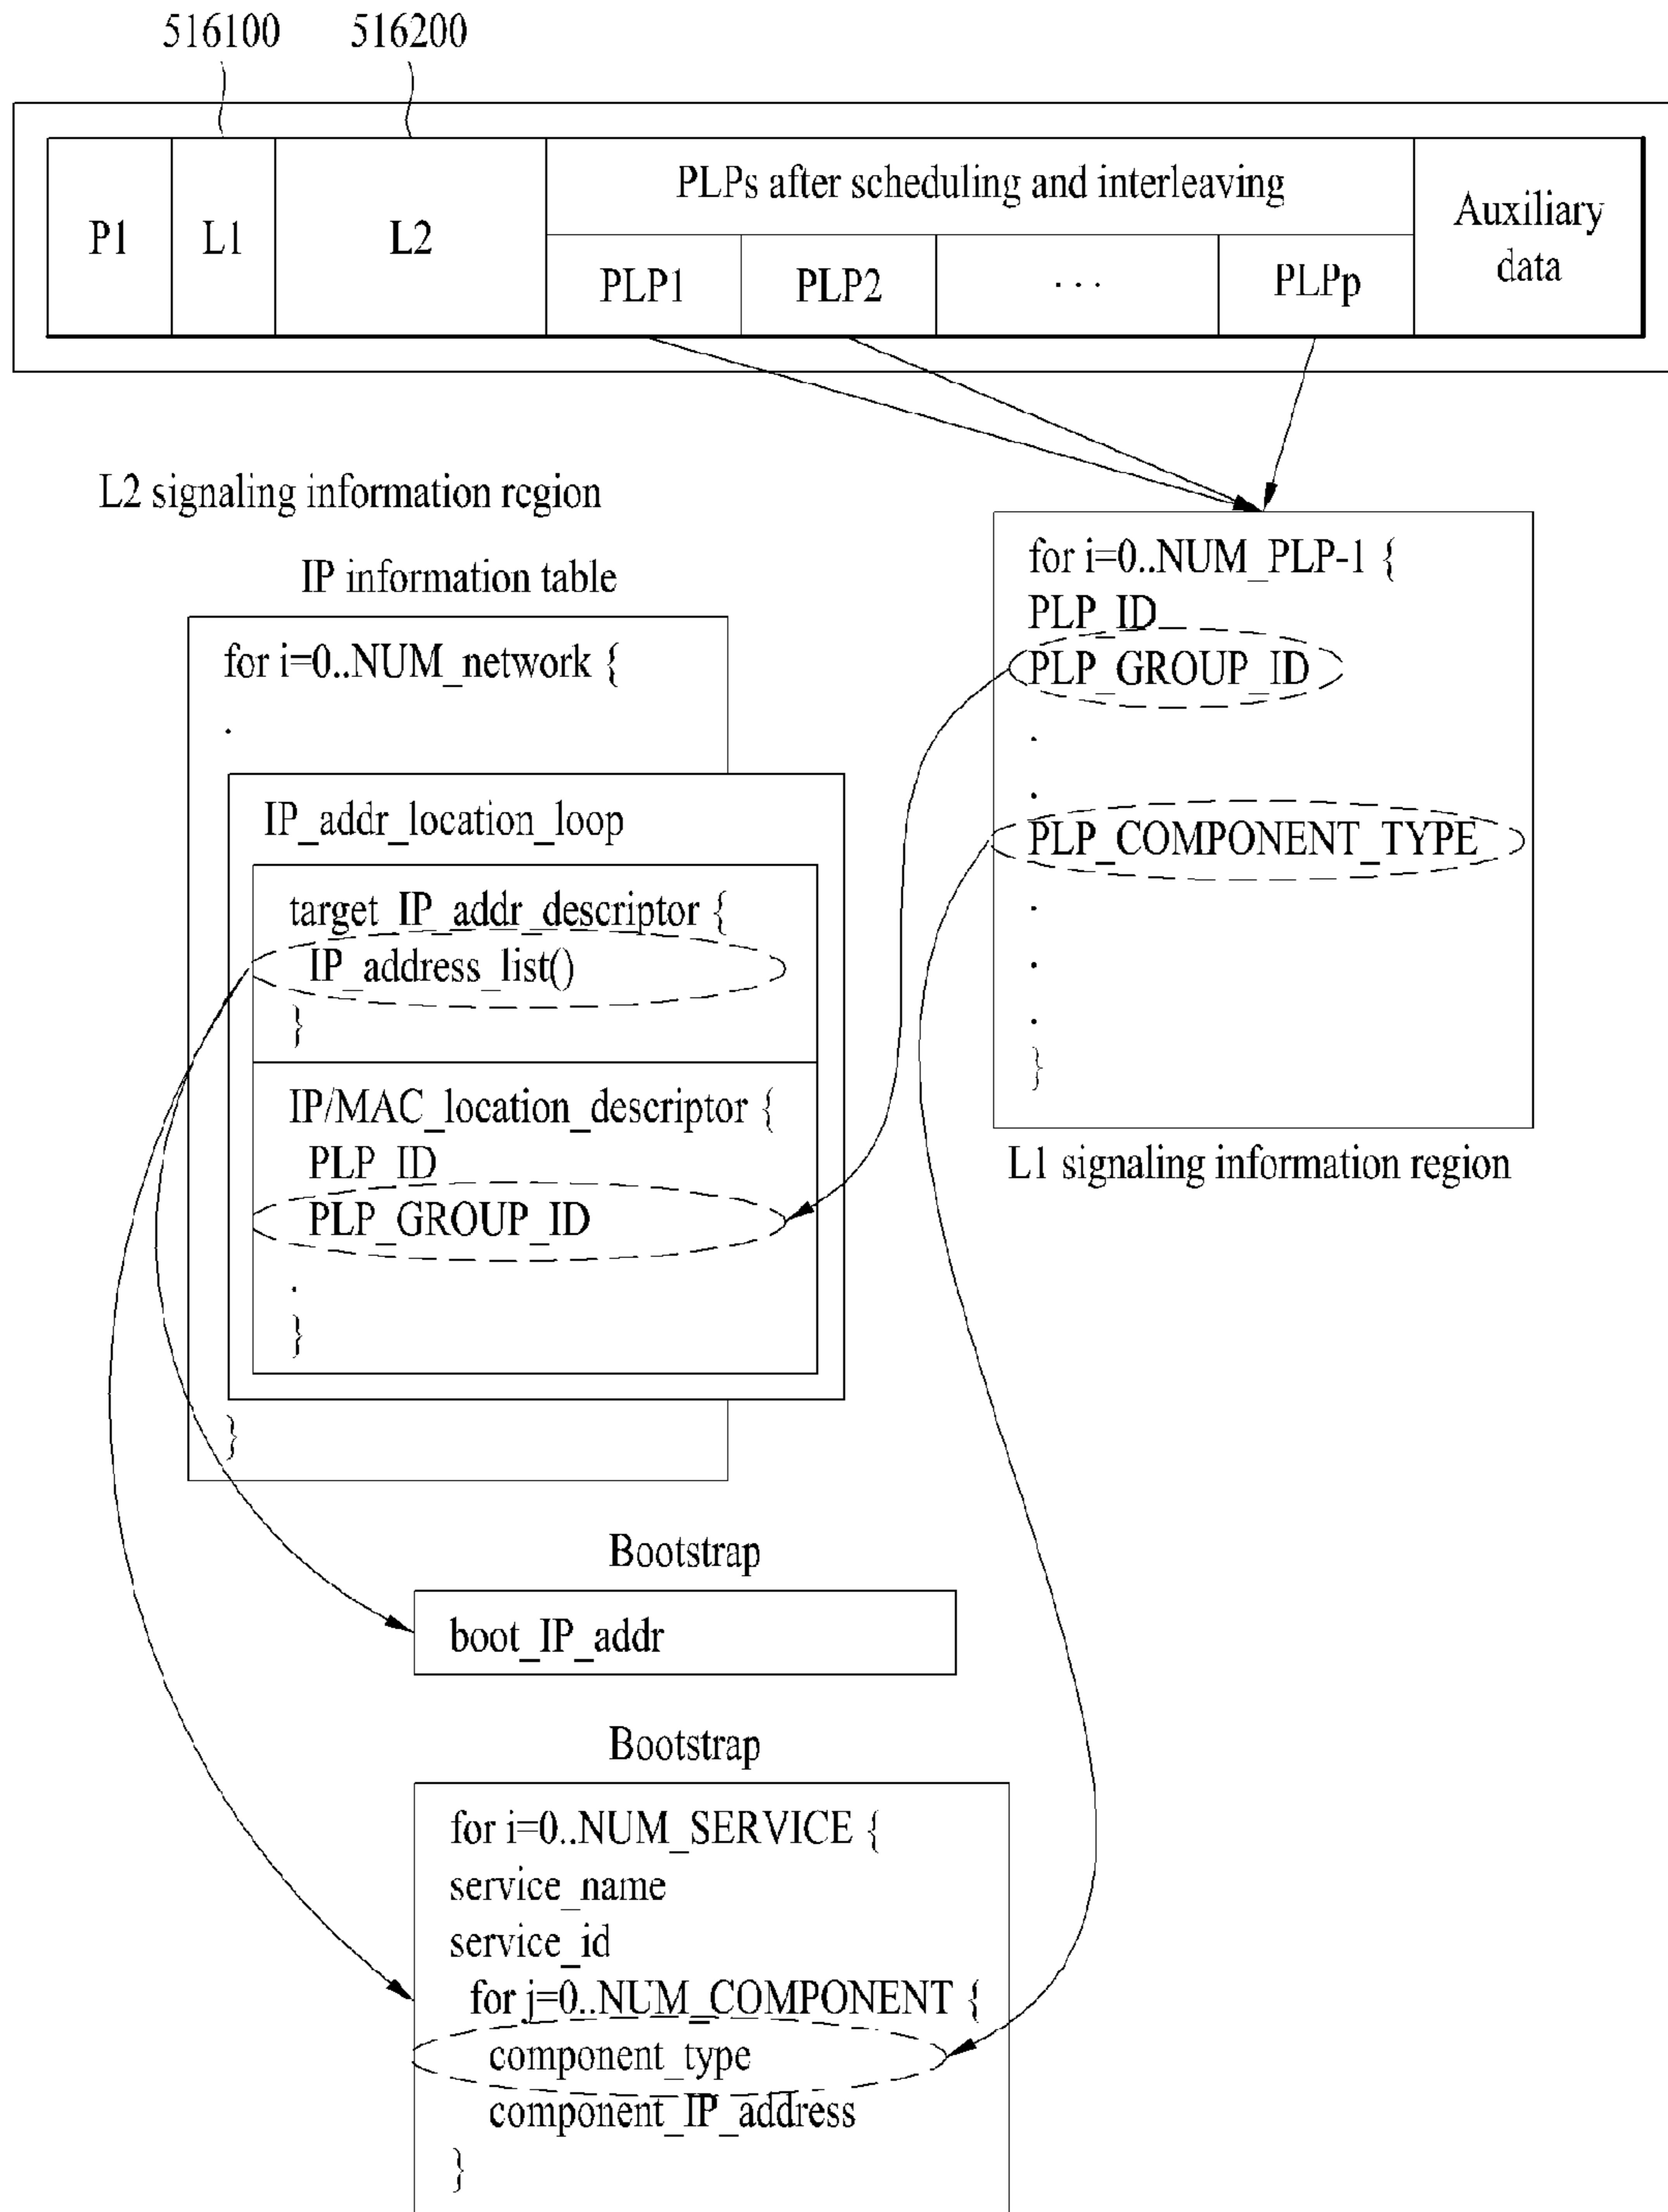 516100 516200
P1 L1 L2 PLPs after scheduling and interleaving Auxiliary data
PLP1 PLP2 ... PLPp
L2 signaling information region
IP information table
for i=0..NUM_network {
.
IP_addr_location_loop
target_IP_addr_descriptor {
IP_address_list()
}
IP/MAC_location_descriptor {
PLP_ID
PLP_GROUP_ID
.
}
}
for i=0..NUM_PLP-1 {
PLP_ID
PLP_GROUP_ID
.
.
PLP_COMPONENT_TYPE
.
.
.
}
L1 signaling information region
Bootstrap
boot_IP_addr
Bootstrap
for i=0..NUM_SERVICE {
service_name
service_id
for j=0..NUM_COMPONENT {
component_type
component_IP_address
}